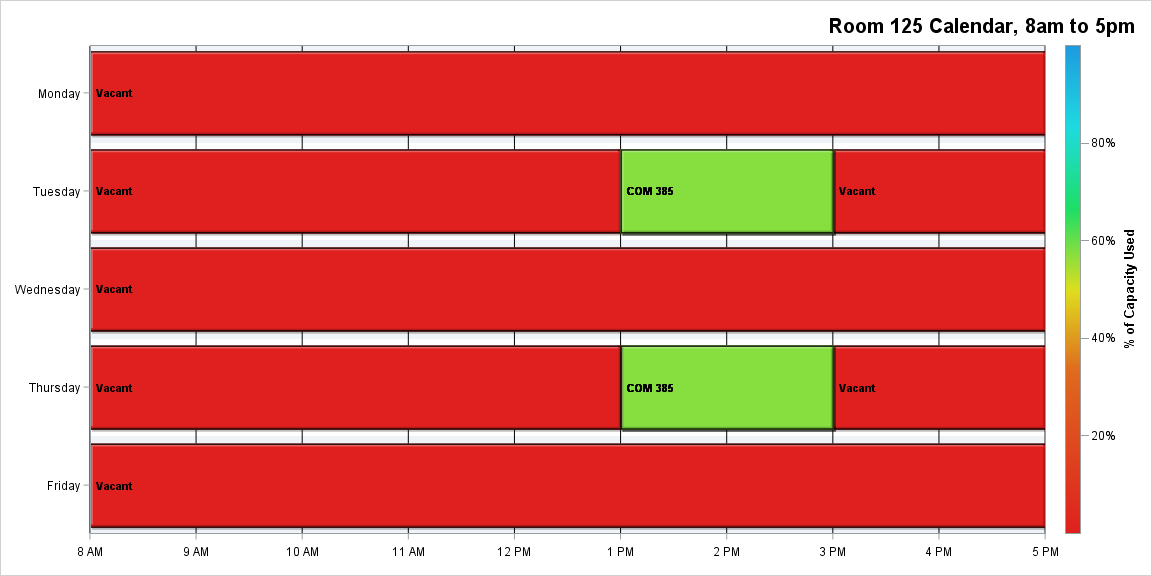 Room 125 Calendar, 8am to 5pm
Monday
Vacant
Tuesday
Vacant
COM 385
Vacant
Wednesday
Vacant
Thursday
Vacant
COM 385
Vacant
Friday
Vacant
8 AM
9 AM
10 AM
11 AM
12 PM
1 PM
2 PM
3 PM
4 PM
5 PM
80%
60%
40%
20%
% of Capacity Used